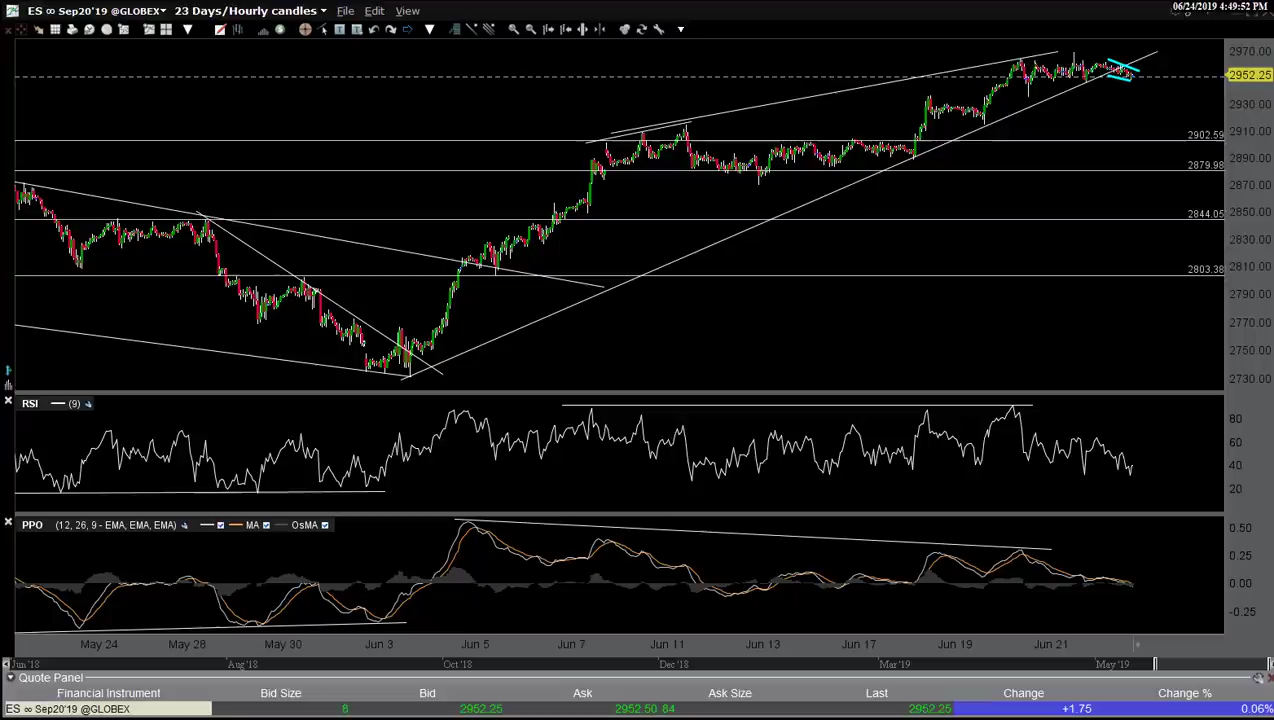 06/24/2019 4:49:52 PM
ES ∞ Sep20'19 @GLOBEX 23 Days/Hourly candles File Edit View
2970.00
2952.25
2930.00
2910.00
2902.59
2890.00
2879.98
2870.00
2850.00
2844.05
2830.00
2810.00
2803.38
2790.00
2770.00
2750.00
2730.00
RSI (9)
80
60
40
20
PPO (12, 26, 9 - EMA, EMA, EMA) MA OsMA
0.50
0.25
0.00
-0.25
May 24 May 28 May 30 Jun 3 Jun 5 Jun 7 Jun 11 Jun 13 Jun 17 Jun 19 Jun 21
Jun '18 Aug '18 Oct '18 Dec '18 Mar '19 May '19
Quote Panel
Financial Instrument Bid Size Bid Ask Ask Size Last Change Change %
ES ∞ Sep20'19 @GLOBEX 8 2952.25 2952.50 84 2952.25 +1.75 0.06%